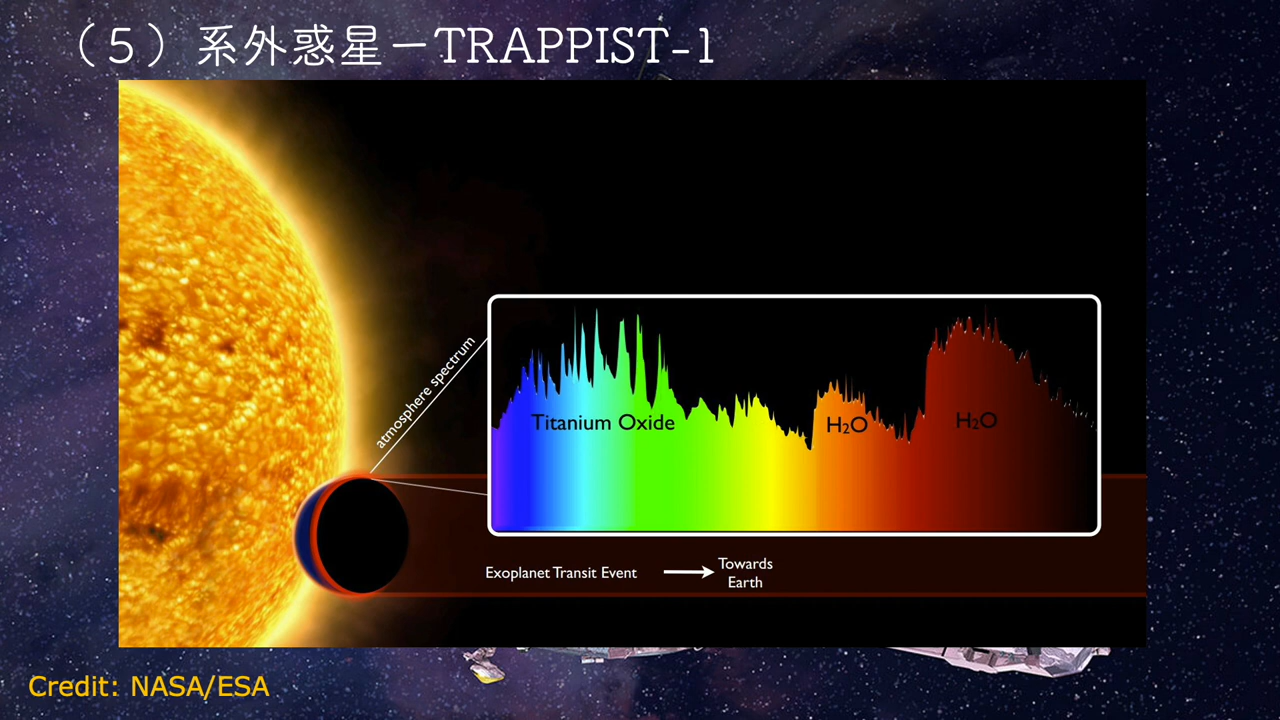 （５）系外惑星－TRAPPIST-1
atmosphere spectrum
Titanium Oxide
H₂O
H₂O
Exoplanet Transit Event
Towards
Earth
Credit: NASA/ESA